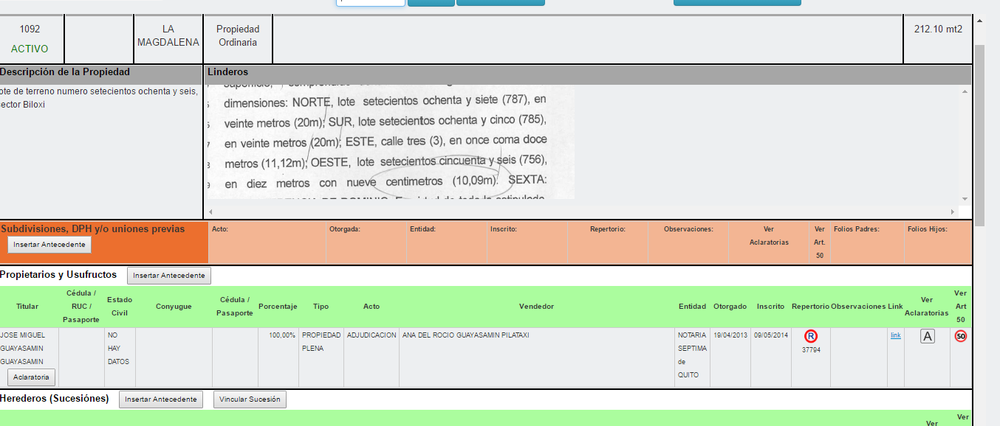 1092
ACTIVO
LA
MAGDALENA
Propiedad
Ordinaria
212.10 mt2
Descripción de la Propiedad
Linderos
ote de terreno numero setecientos ochenta y seis,
ector Biloxi
dimensiones: NORTE, lote setecientos ochenta y siete (787), en
veinte metros (20m); SUR, lote setecientos ochenta y cinco (785),
en veinte metros (20m); ESTE, calle tres (3), en once coma doce
metros (11,12m); OESTE, lote setecientos cincuenta y seis (756),
en diez metros con nueve centimetros (10,09m). SEXTA:
Subdivisiones, DPH y/o uniones previas
Insertar Antecedente
Acto:
Otorgada:
Entidad:
Inscrito:
Repertorio:
Observaciones:
Ver
Aclaratorias
Ver
Art.
50
Folios Padres:
Folios Hijos:
Propietarios y Usufructos
Insertar Antecedente
Titular
Cédula /
RUC /
Pasaporte
Estado
Civil
Conyugue
Cédula /
Pasaporte
Porcentaje
Tipo
Acto
Vendedor
Entidad
Otorgado
Inscrito
Repertorio
Observaciones
Link
Ver
Aclaratorias
Ver
Art
50
JOSE MIGUEL
GUAYASAMIN
GUAYASAMIN
Aclaratoria
NO
HAY
DATOS
100,00%
PROPIEDAD
PLENA
ADJUDICACION
ANA DEL ROCIO GUAYASAMIN PILATAXI
NOTARIA
SEPTIMA
de
QUITO
19/04/2013
09/05/2014
R
37794
link
A
50
Herederos (Sucesiónes)
Insertar Antecedente
Vincular Sucesión
Ver
Ver